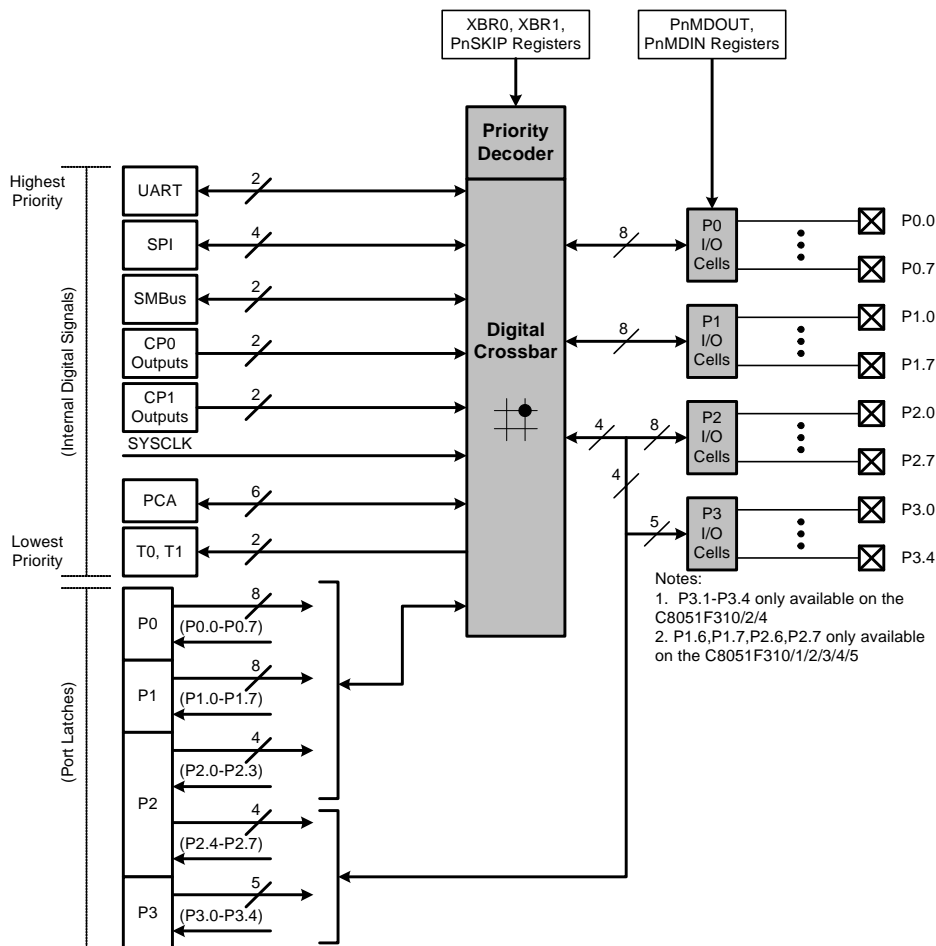 XBR0, XBR1,
PnSKIP Registers
PnMDOUT,
PnMDIN Registers
Priority
Decoder
Highest
Priority
(Internal Digital Signals)
Lowest
Priority
UART
2
SPI
4
SMBus
2
CP0
Outputs
2
CP1
Outputs
2
SYSCLK
PCA
6
T0, T1
2
Digital
Crossbar
8
P0
I/O
Cells
P0.0
P0.7
8
P1
I/O
Cells
P1.0
P1.7
4
8
P2
I/O
Cells
P2.0
P2.7
4
5
P3
I/O
Cells
P3.0
P3.4
Notes:
1. P3.1-P3.4 only available on the
C8051F310/2/4
2. P1.6,P1.7,P2.6,P2.7 only available
on the C8051F310/1/2/3/4/5
(Port Latches)
P0
8
(P0.0-P0.7)
P1
8
(P1.0-P1.7)
P2
4
(P2.0-P2.3)
4
(P2.4-P2.7)
P3
5
(P3.0-P3.4)